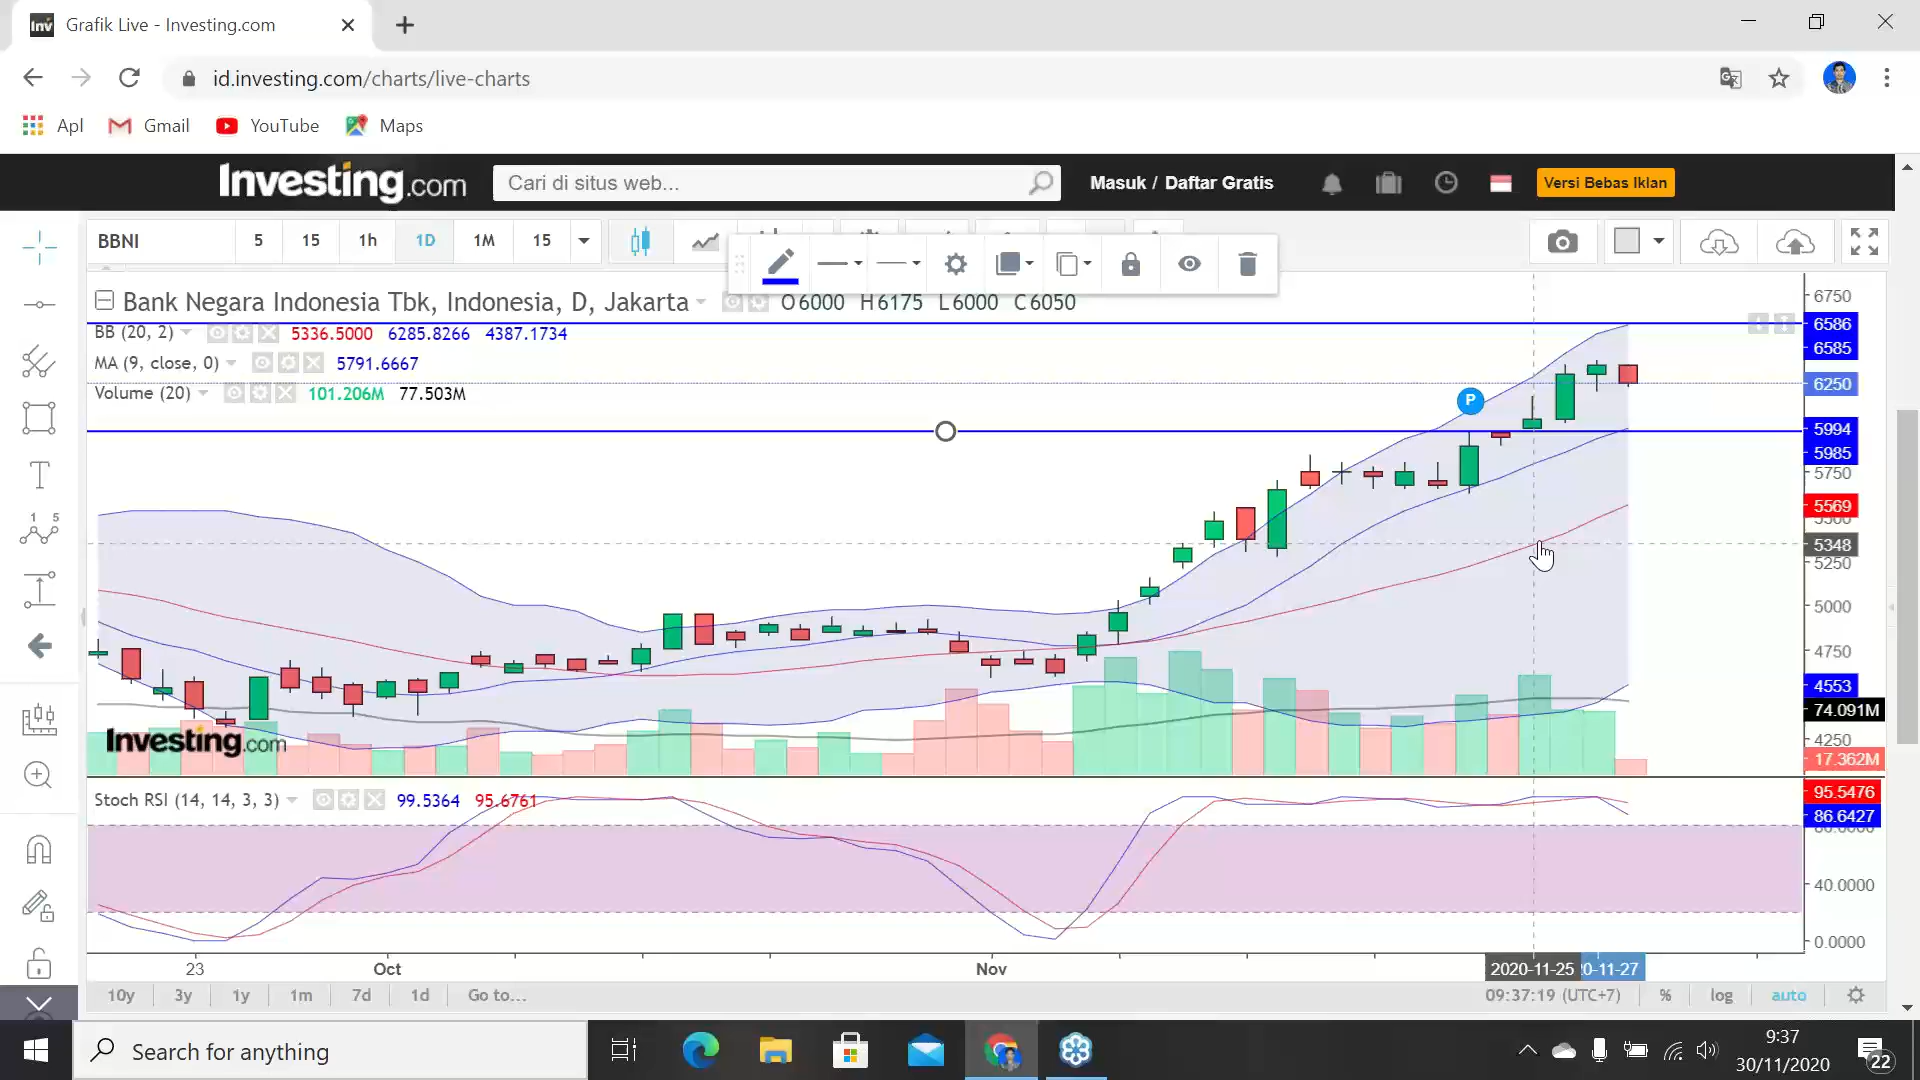 Grafik Live - Investing.com
id.investing.com/charts/live-charts
Apl Gmail YouTube Maps
Investing.com Cari di situs web... Masuk / Daftar Gratis Versi Bebas Iklan
BBNI 5 15 1h 1D 1M 15
Bank Negara Indonesia Tbk, Indonesia, D, Jakarta O6000 H6175 L6000 C6050
BB (20, 2) 5336.5000 6285.8266 4387.1734
MA (9, close, 0) 5791.6667
Volume (20) 101.206M 77.503M
P
6750
6586
6585
6250
5994
5985
5750
5569
5348
5250
5000
4750
4553
74.091M
4250
17.362M
Investing.com
Stoch RSI (14, 14, 3, 3) 99.5364 95.6761
95.5476
86.6427
40.0000
0.0000
23 Oct Nov 2020-11-25 0-11-27
10y 3y 1y 1m 7d 1d Go to... 09:37:19 (UTC+7) % log auto
Search for anything
9:37
30/11/2020
22